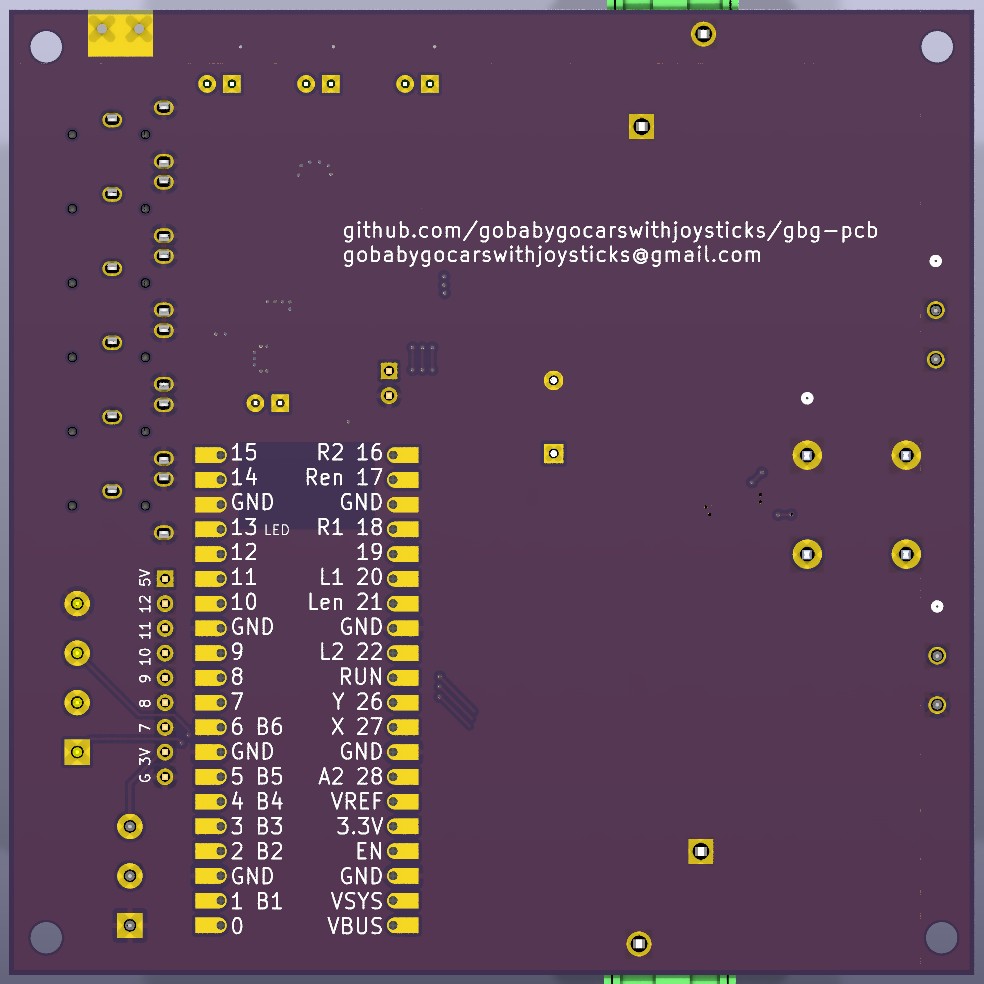 github.com/gobabygocarswithjoysticks/gbg-pcb
gobabygocarswithjoysticks@gmail.com
15 R2 16
14 Ren 17
GND GND
13 LED R1 18
12 19
11 L1 20
10 Len 21
GND GND
9 L2 22
8 RUN
7 Y 26
6 B6 X 27
GND GND
5 B5 A2 28
4 B4 VREF
3 B3 3.3V
2 B2 EN
GND GND
1 B1 VSYS
0 VBUS
G 3V 7 8 9 10 11 12 5V